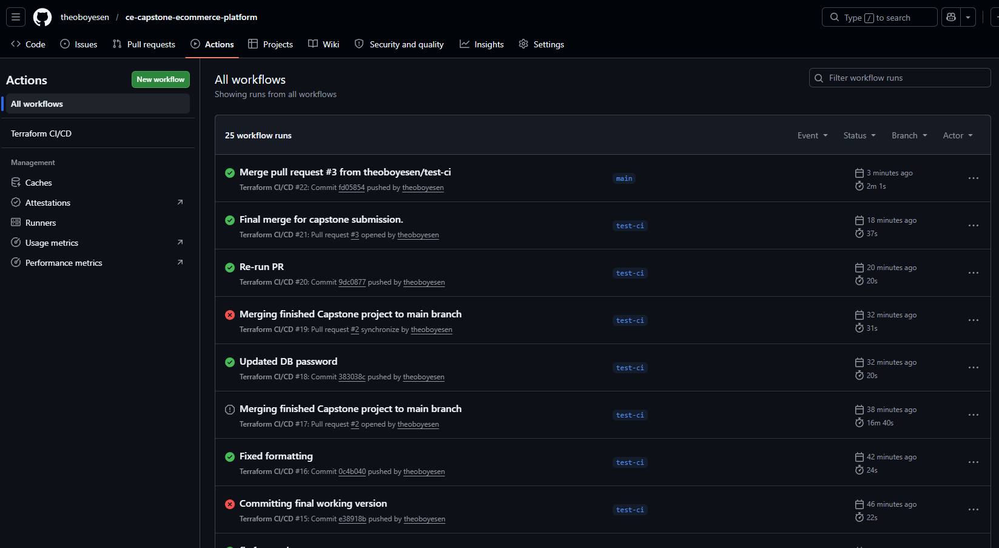 theoboyesen / ce-capstone-ecommerce-platform
Type / to search
Code
Issues
Pull requests
Actions
Projects
Wiki
Security and quality
Insights
Settings
Actions
New workflow
All workflows
Terraform CI/CD
Management
Caches
Attestations
Runners
Usage metrics
Performance metrics
All workflows
Showing runs from all workflows
Filter workflow runs
25 workflow runs
Event
Status
Branch
Actor
Merge pull request #3 from theoboyesen/test-ci
Terraform CI/CD #22: Commit fd05854 pushed by theoboyesen
main
3 minutes ago
2m 1s
Final merge for capstone submission.
Terraform CI/CD #21: Pull request #3 opened by theoboyesen
test-ci
18 minutes ago
37s
Re-run PR
Terraform CI/CD #20: Commit 9dc0877 pushed by theoboyesen
test-ci
20 minutes ago
20s
Merging finished Capstone project to main branch
Terraform CI/CD #19: Pull request #2 synchronize by theoboyesen
test-ci
32 minutes ago
31s
Updated DB password
Terraform CI/CD #18: Commit 383038c pushed by theoboyesen
test-ci
32 minutes ago
20s
Merging finished Capstone project to main branch
Terraform CI/CD #17: Pull request #2 opened by theoboyesen
test-ci
38 minutes ago
16m 40s
Fixed formatting
Terraform CI/CD #16: Commit 0c4b040 pushed by theoboyesen
test-ci
42 minutes ago
24s
Committing final working version
Terraform CI/CD #15: Commit e38918b pushed by theoboyesen
test-ci
46 minutes ago
22s